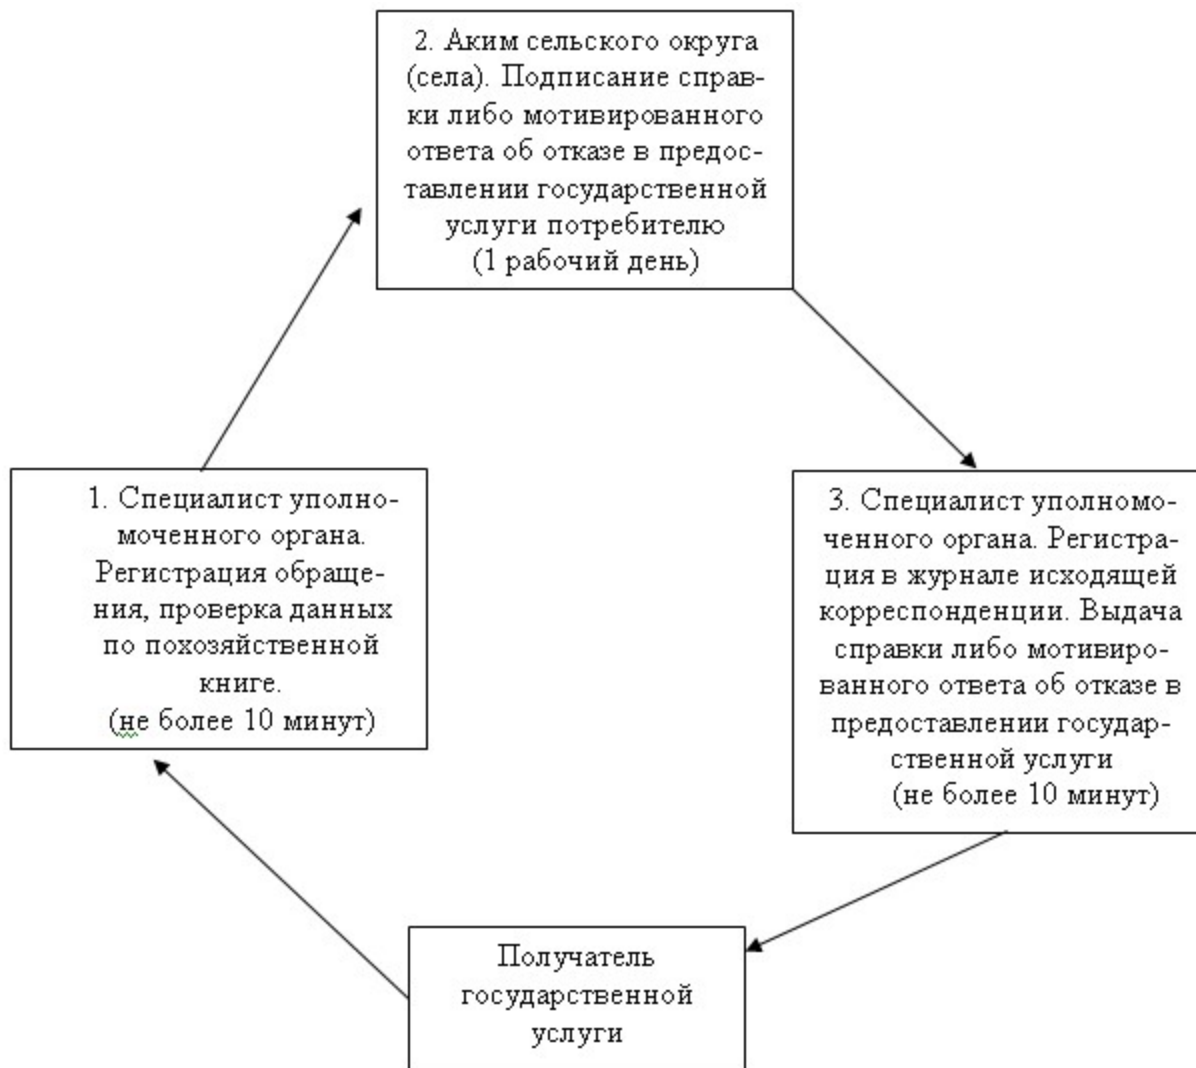 2. Аким сельского округа
(села). Подписание справ-
ки либо мотивированного
ответа об отказе в предос-
тавлении государственной
услуги потребителю
(1 рабочий день)
1. Специалист уполно-
моченного органа.
Регистрация обраще-
ния, проверка данных
по похозяйственной
книге.
(не более 10 минут)
3. Специалист уполномо-
ченного органа. Регистра-
ция в журнале исходящей
корреспонденции. Выдача
справки либо мотивиро-
ванного ответа об отказе в
предоставлении государ-
ственной услуги
(не более 10 минут)
Получатель
государственной
услуги